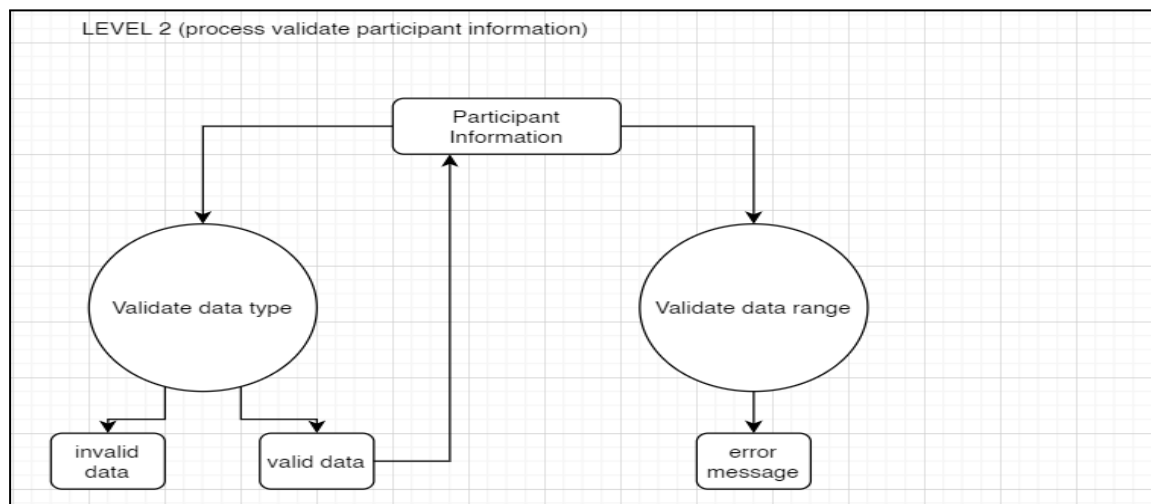 LEVEL 2 (process validate participant information)
Participant
Information
Validate data type
Validate data range
invalid
data
valid data
error
message